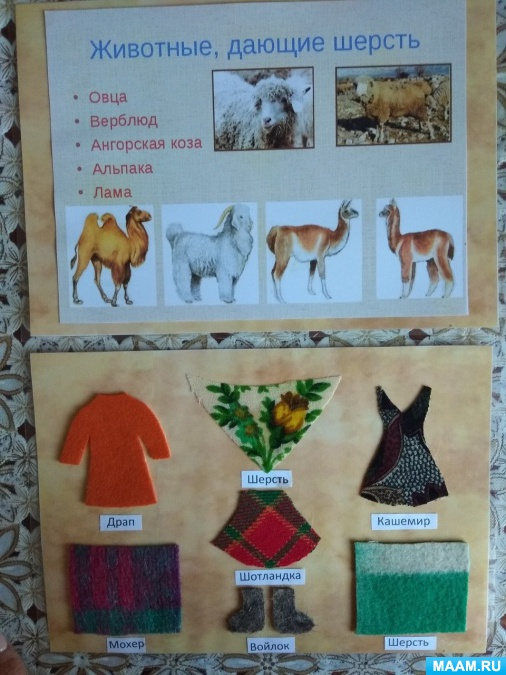 Животные, дающие шерсть
• Овца
• Верблюд
• Ангорская коза
• Альпака
• Лама
Шерсть
Драп
Кашемир
Шотландка
Мохер
Войлок
Шерсть
MAAM.RU